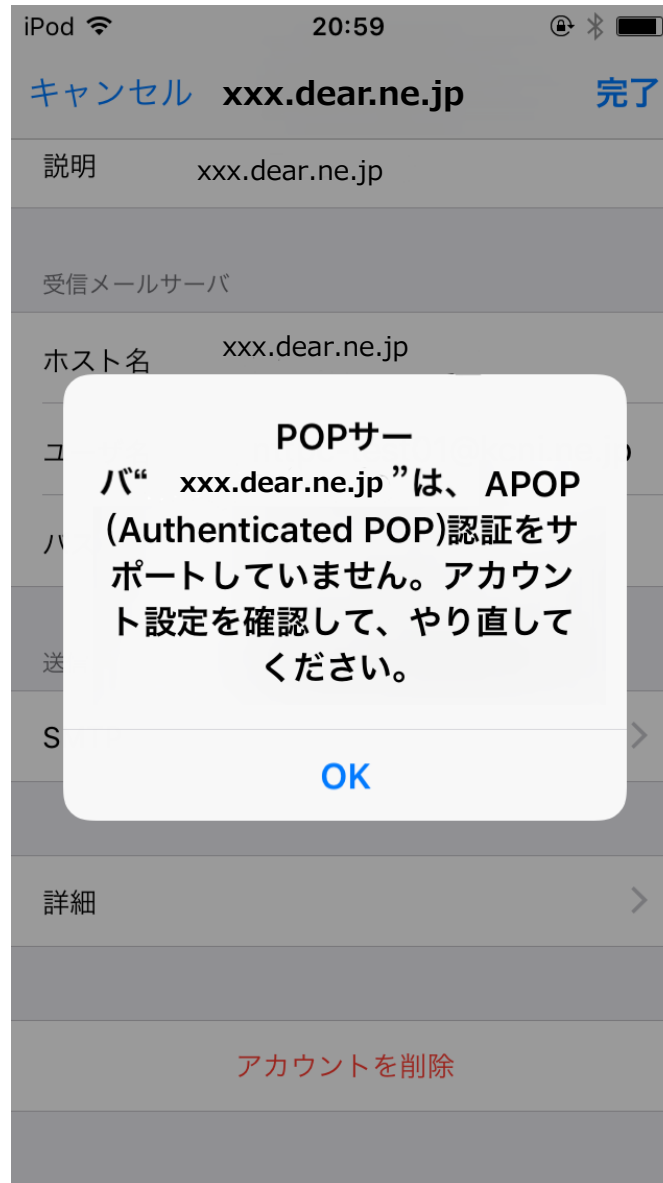 iPod 20:59
キャンセル xxx.dear.ne.jp 完了
説明 xxx.dear.ne.jp
受信メールサーバ
ホスト名 xxx.dear.ne.jp
POPサー
バ“ xxx.dear.ne.jp ”は、APOP
(Authenticated POP)認証をサ
ポートしていません。アカウン
ト設定を確認して、やり直して
ください。
OK
詳細
アカウントを削除